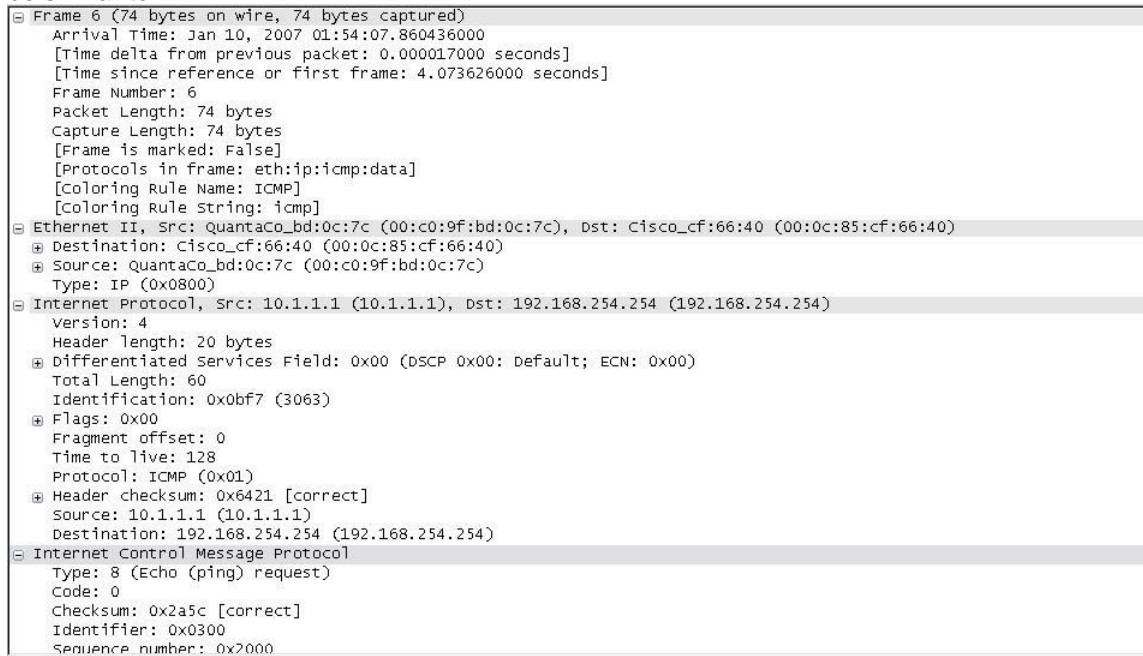 Frame 6 (74 bytes on wire, 74 bytes captured)
Arrival Time: Jan 10, 2007 01:54:07.860436000
[Time delta from previous packet: 0.000017000 seconds]
[Time since reference or first frame: 4.073626000 seconds]
Frame Number: 6
Packet Length: 74 bytes
Capture Length: 74 bytes
[Frame is marked: False]
[Protocols in frame: eth:ip:icmp:data]
[Coloring Rule Name: ICMP]
[Coloring Rule String: icmp]
Ethernet II, Src: QuantaCo_bd:0c:7c (00:c0:9f:bd:0c:7c), Dst: Cisco_cf:66:40 (00:0c:85:cf:66:40)
Destination: Cisco_cf:66:40 (00:0c:85:cf:66:40)
Source: QuantaCo_bd:0c:7c (00:c0:9f:bd:0c:7c)
Type: IP (0x0800)
Internet Protocol, Src: 10.1.1.1 (10.1.1.1), Dst: 192.168.254.254 (192.168.254.254)
Version: 4
Header length: 20 bytes
Differentiated Services Field: 0x00 (DSCP 0x00: Default; ECN: 0x00)
Total Length: 60
Identification: 0x0bf7 (3063)
Flags: 0x00
Fragment offset: 0
Time to live: 128
Protocol: ICMP (0x01)
Header checksum: 0x6421 [correct]
Source: 10.1.1.1 (10.1.1.1)
Destination: 192.168.254.254 (192.168.254.254)
Internet Control Message Protocol
Type: 8 (Echo (ping) request)
Code: 0
Checksum: 0x2a5c [correct]
Identifier: 0x0300
Sequence number: 0x2000